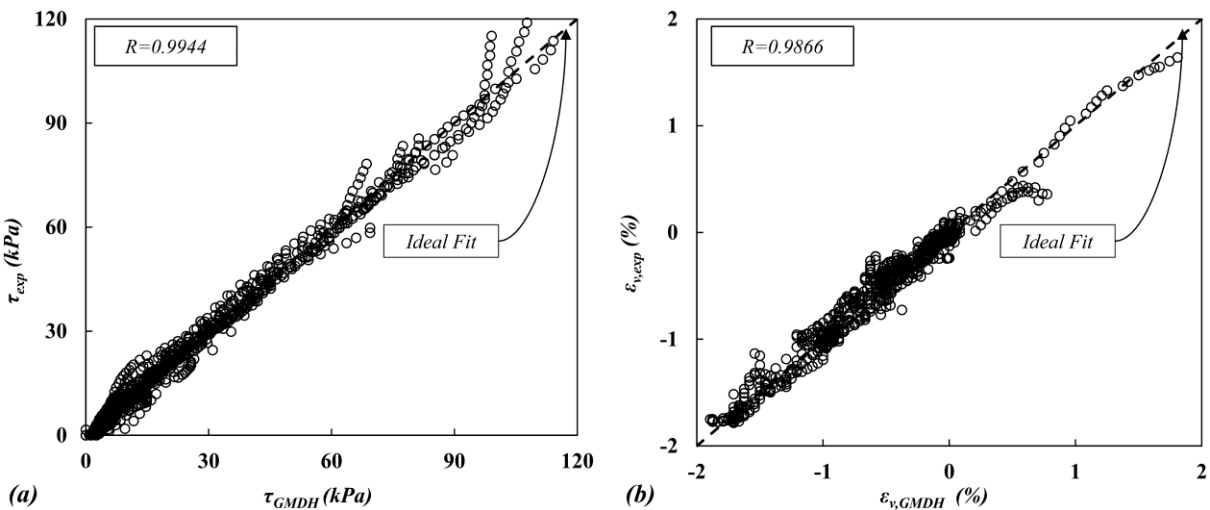 120
R=0.9944
90
60
30
0
τexp (kPa)
Ideal Fit
0 30 60 90 120
(a)
τGMDH (kPa)
2
R=0.9866
1
0
-1
-2
εv,exp (%)
Ideal Fit
-2 -1 0 1 2
(b)
εv,GMDH (%)